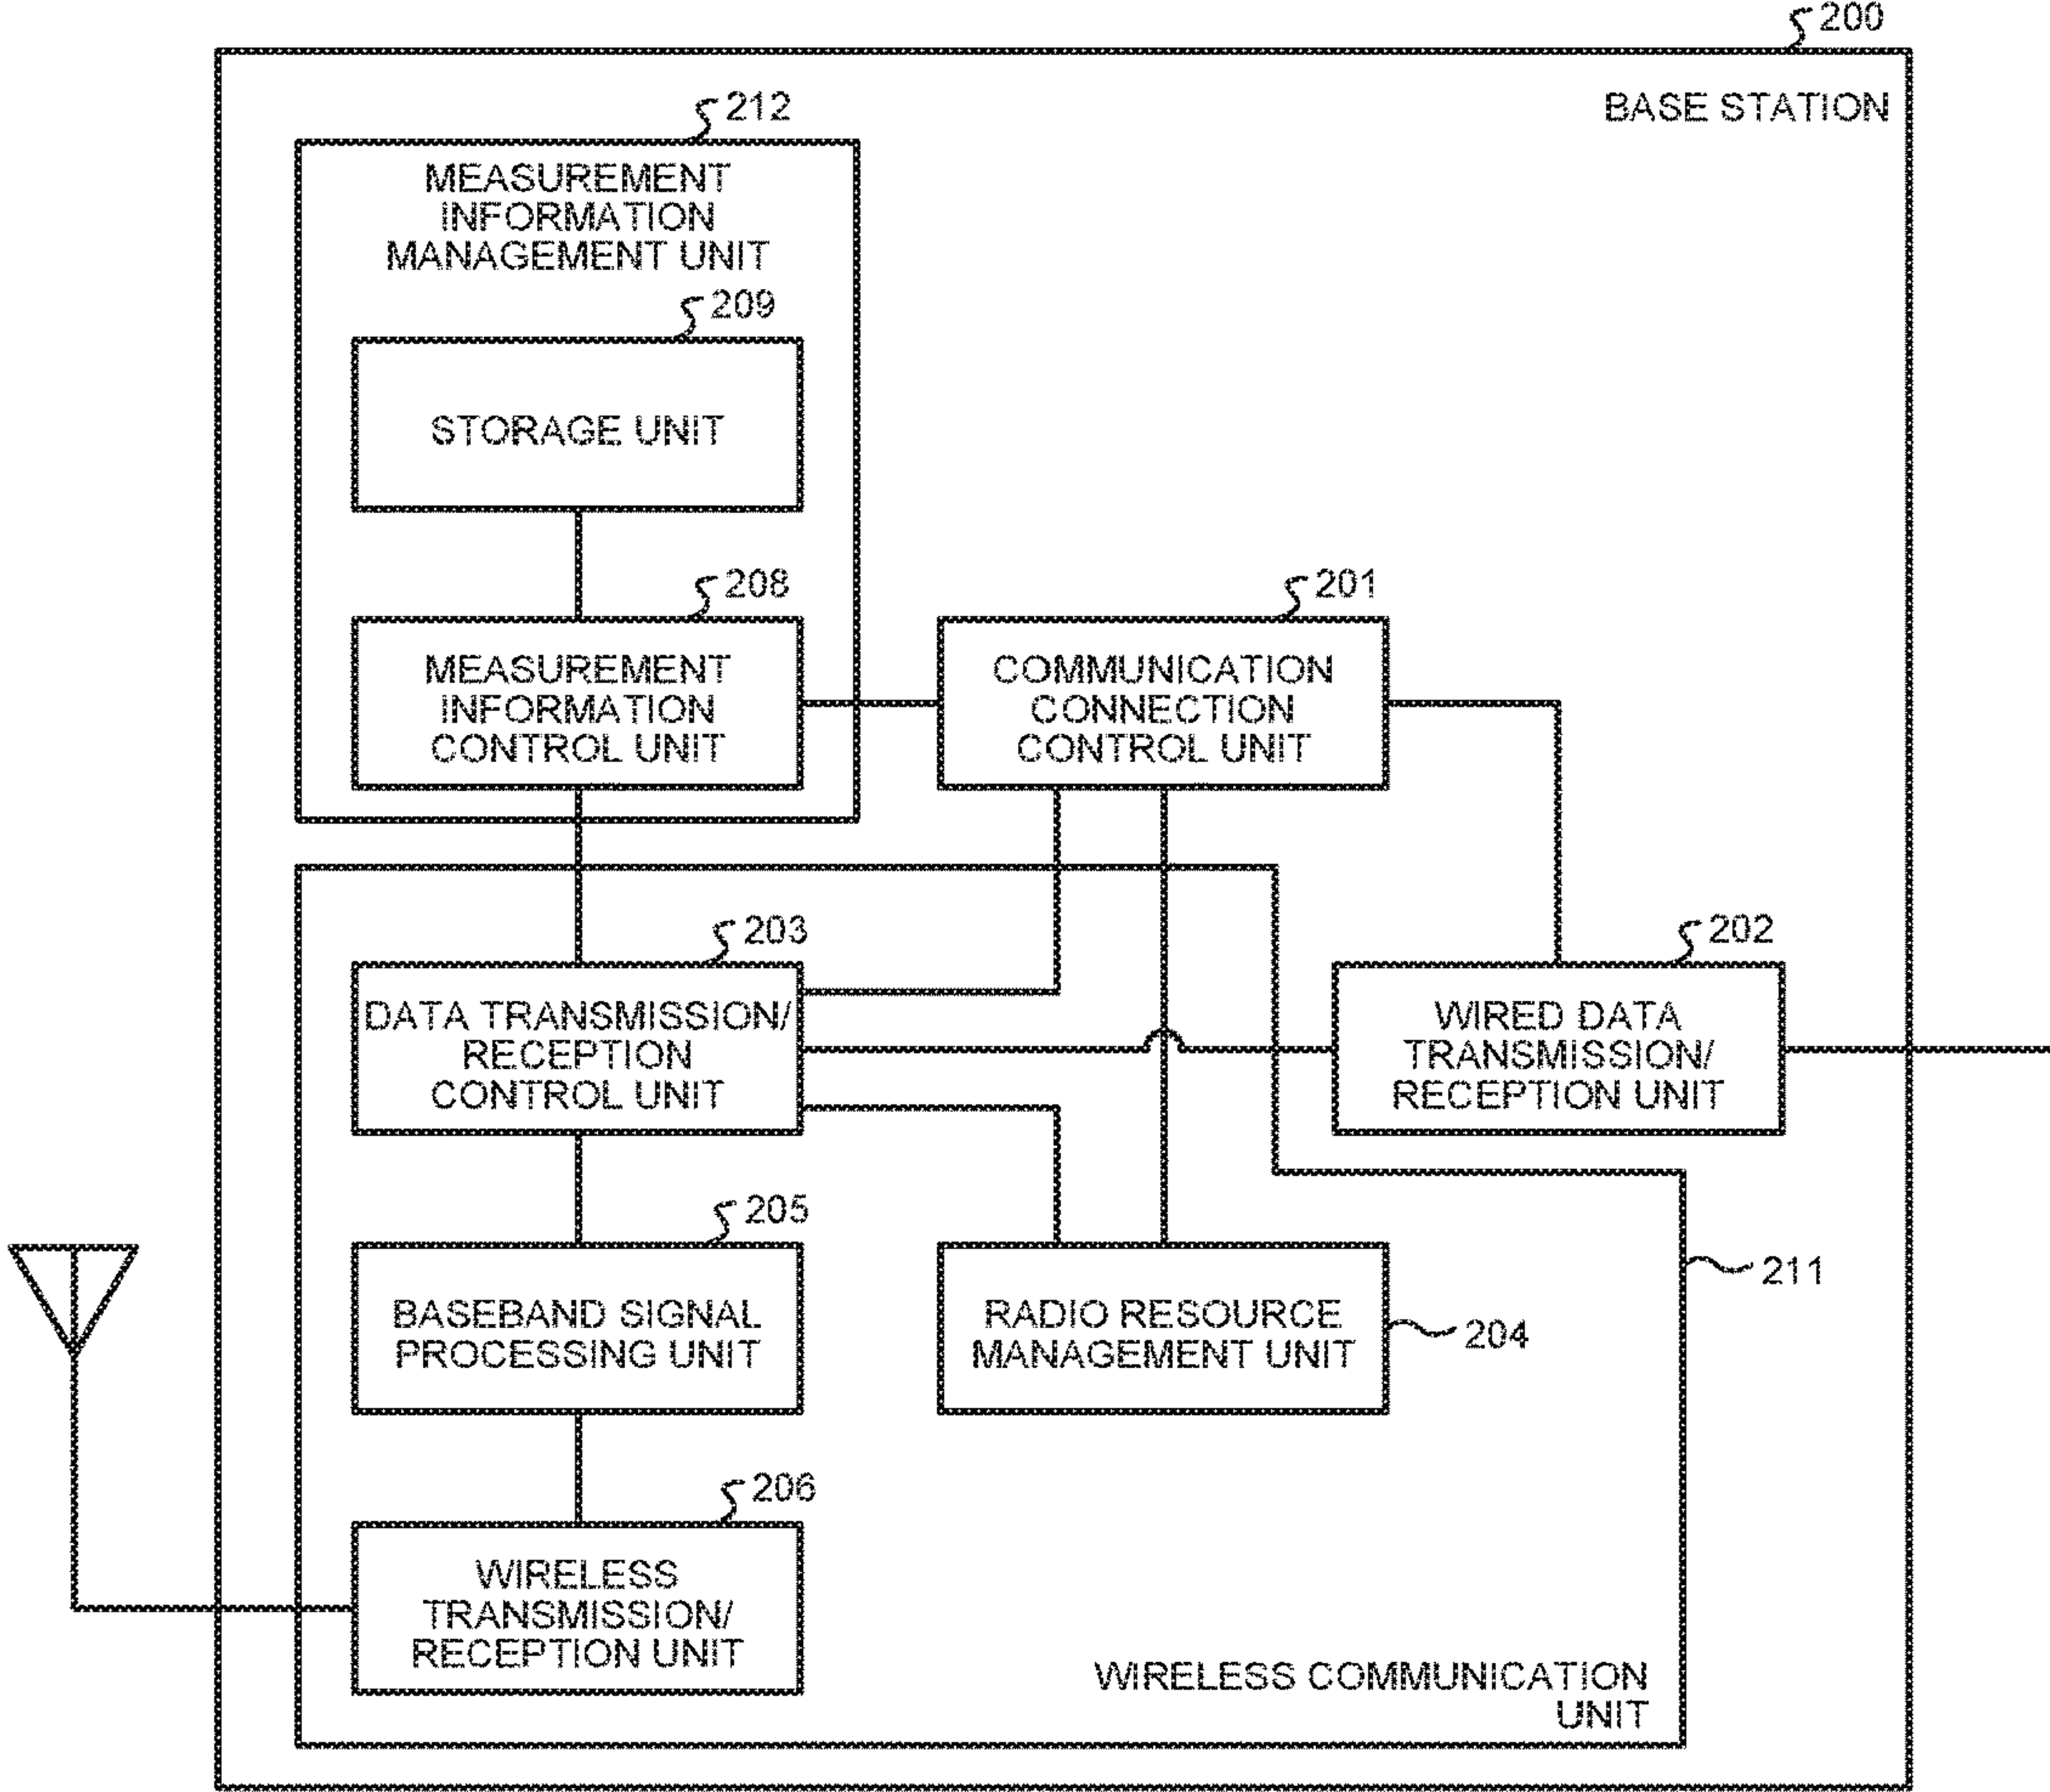 200
BASE STATION
212
MEASUREMENT
INFORMATION
MANAGEMENT UNIT
209
STORAGE UNIT
208
MEASUREMENT
INFORMATION
CONTROL UNIT
201
COMMUNICATION
CONNECTION
CONTROL UNIT
203
DATA TRANSMISSION/
RECEPTION
CONTROL UNIT
202
WIRED DATA
TRANSMISSION/
RECEPTION UNIT
205
BASEBAND SIGNAL
PROCESSING UNIT
RADIO RESOURCE
MANAGEMENT UNIT
204
211
206
WIRELESS
TRANSMISSION/
RECEPTION UNIT
WIRELESS COMMUNICATION
UNIT